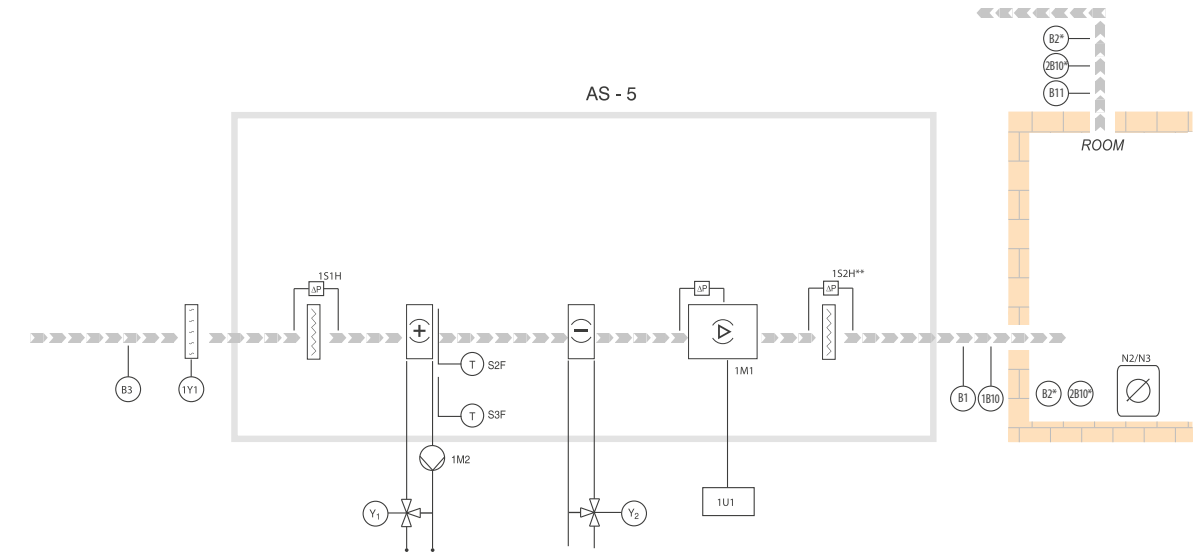 AS - 5
B2*
2B10*
B11
ROOM
1S1H
ΔP
ΔP
1S2H**
ΔP
B3
1Y1
T
S2F
T
S3F
1M1
B1
1B10
B2*
2B10*
N2/N3
1M2
1U1
Y1
Y2